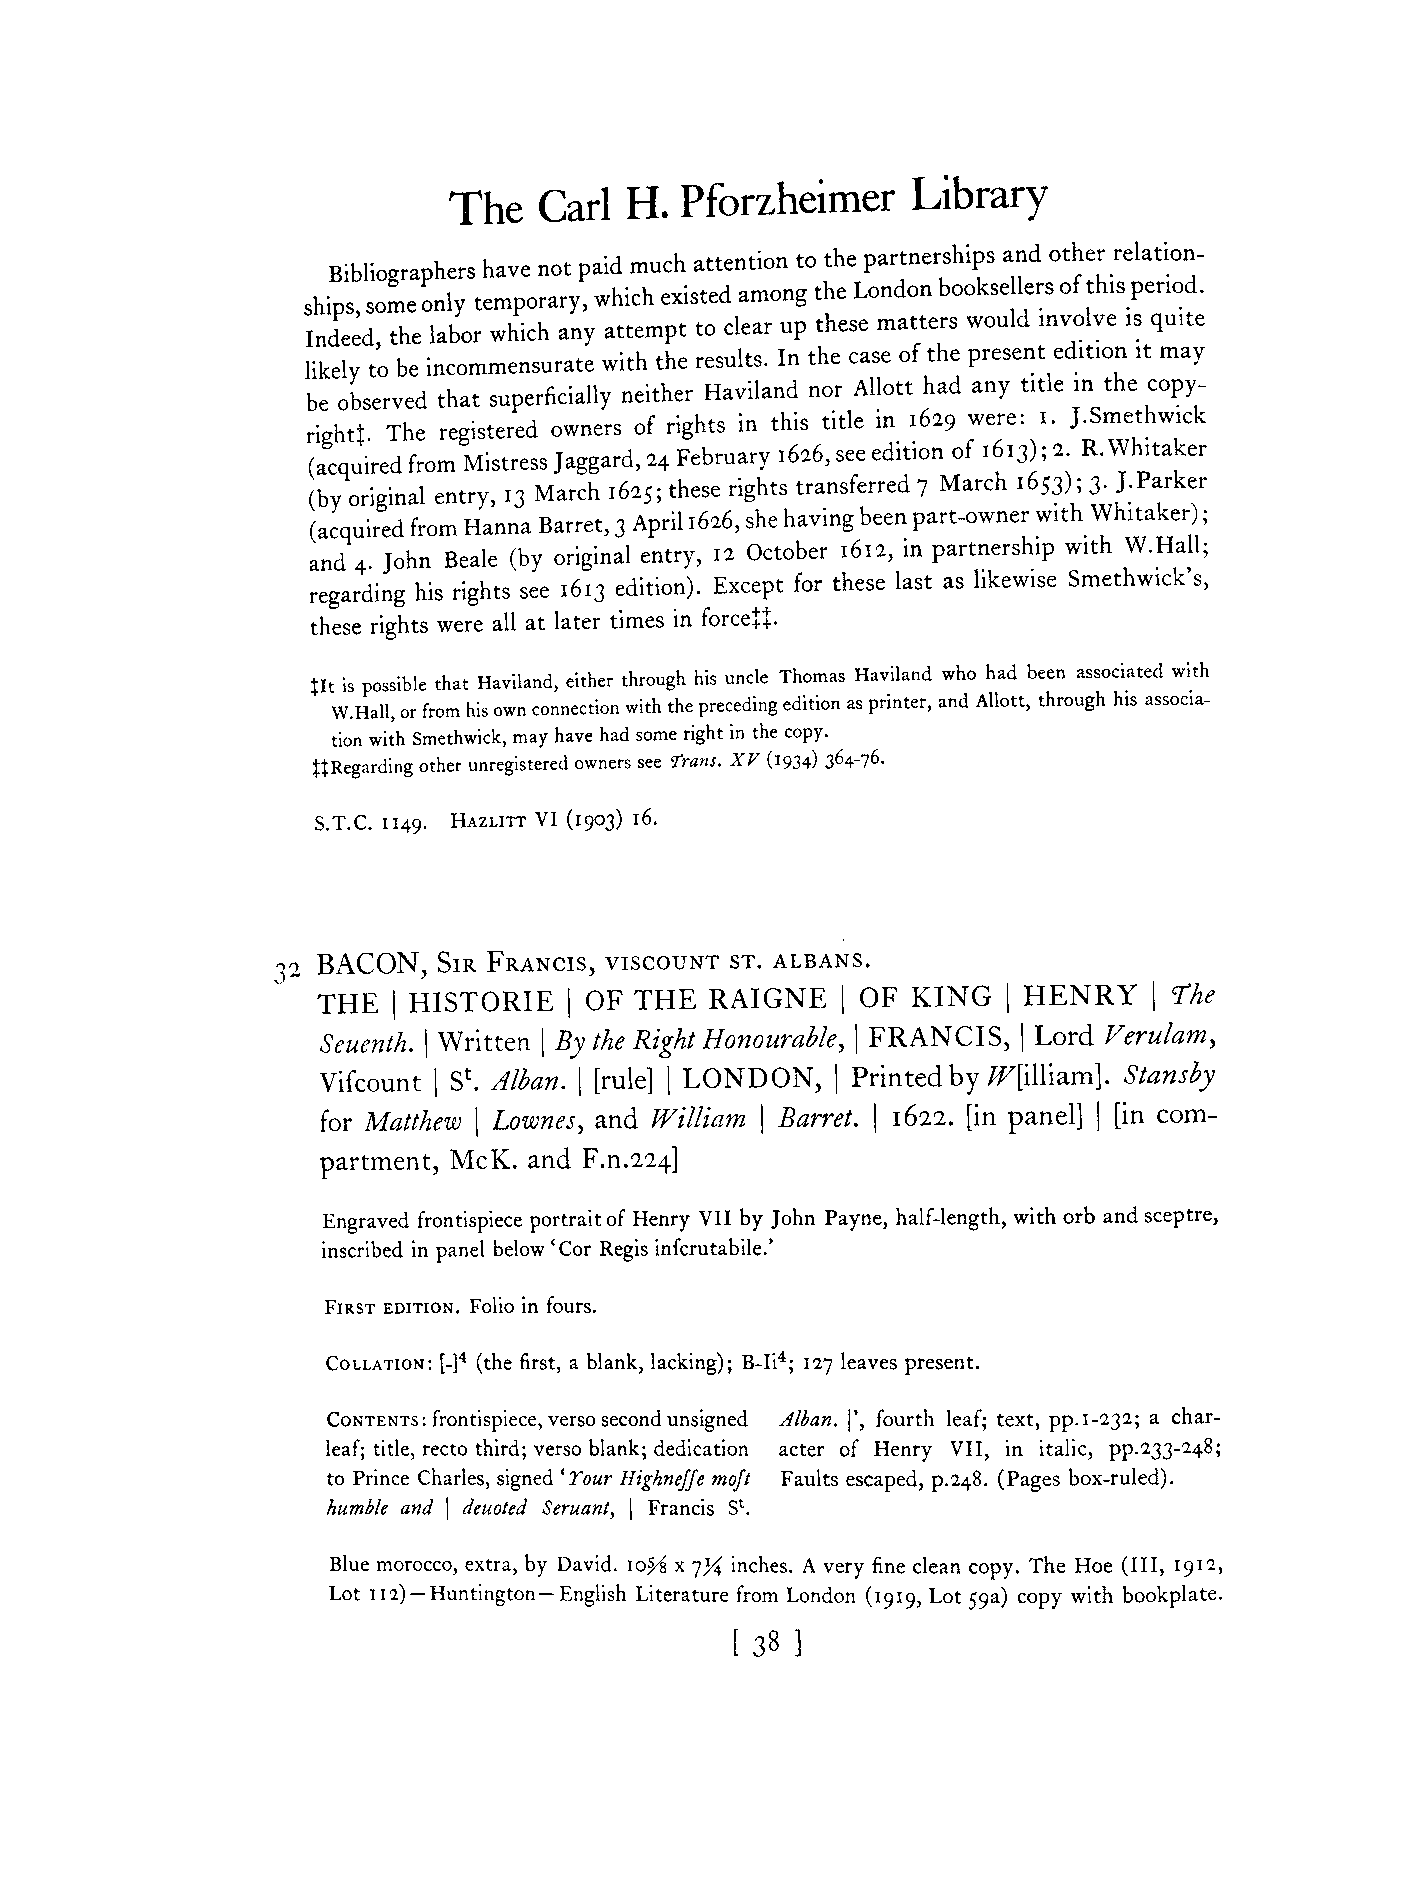 The Carl H. Pforzheimer Library
Bibliographers have not paid much attention to the partnerships and other relation-
ships, some only temporary, which existed among the London booksellers of this period.
Indeed, the labor which any attempt to clear up these matters would involve is quite
likely to be incommensurate with the results. In the case of the present edition it may
be observed that superficially neither Haviland nor Allott had any title in the copy-
right‡. The registered owners of rights in this title in 1629 were: 1. J.Smethwick
(acquired from Mistress Jaggard, 24 February 1626, see edition of 1613); 2. R.Whitaker
(by original entry, 13 March 1625; these rights transferred 7 March 1653); 3. J.Parker
(acquired from Hanna Barret, 3 April 1626, she having been part-owner with Whitaker);
and 4. John Beale (by original entry, 12 October 1612, in partnership with W.Hall;
regarding his rights see 1613 edition). Except for these last as likewise Smethwick's,
these rights were all at later times in force‡‡.
‡It is possible that Haviland, either through his uncle Thomas Haviland who had been associated with
W.Hall, or from his own connection with the preceding edition as printer, and Allott, through his associa-
tion with Smethwick, may have had some right in the copy.
‡‡Regarding other unregistered owners see Trans. XV (1934) 364-76.
S.T.C. 1149. HAZLITT VI (1903) 16.
32 BACON, SIR FRANCIS, VISCOUNT ST. ALBANS.
THE | HISTORIE | OF THE RAIGNE | OF KING | HENRY | The
Seuenth. | Written | By the Right Honourable, | FRANCIS, | Lord Verulam,
Viſcount | Sᵗ. Alban. | [rule] | LONDON, | Printed by W[illiam]. Stansby
for Matthew | Lownes, and William | Barret. | 1622. [in panel] | [in com-
partment, McK. and F.n.224]
Engraved frontispiece portrait of Henry VII by John Payne, half-length, with orb and sceptre,
inscribed in panel below ‘Cor Regis inſcrutabile.’
FIRST EDITION. Folio in fours.
COLLATION: [-]⁴ (the first, a blank, lacking); B-Ii⁴; 127 leaves present.
CONTENTS: frontispiece, verso second unsigned
leaf; title, recto third; verso blank; dedication
to Prince Charles, signed ‘Your Highneſſe moſt
humble and | deuoted Seruant, | Francis Sᵗ.
Alban. |’, fourth leaf; text, pp.1-232; a char-
acter of Henry VII, in italic, pp.233-248;
Faults escaped, p.248. (Pages box-ruled).
Blue morocco, extra, by David. 10⅝ x 7¼ inches. A very fine clean copy. The Hoe (III, 1912,
Lot 112)—Huntington—English Literature from London (1919, Lot 59a) copy with bookplate.
[ 38 ]